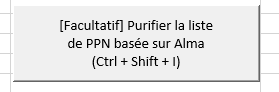 [Facultatif] Purifier la liste
de PPN basée sur Alma
(Ctrl + Shift + I)